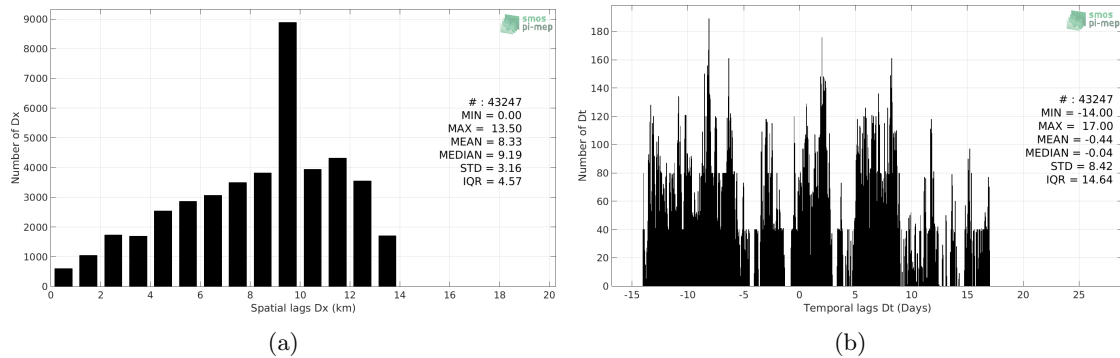 9000
8000
7000
6000
5000
4000
3000
2000
1000
0
Number of Dx
0 2 4 6 8 10 12 14 16 18 20
Spatial lags Dx (km)
smos
pi-mep
# : 43247
MIN = 0.00
MAX = 13.50
MEAN = 8.33
MEDIAN = 9.19
STD = 3.16
IQR = 4.57
(a)
180
160
140
120
100
80
60
40
20
0
Number of Dt
-15 -10 -5 0 5 10 15 20 25
Temporal lags Dt (Days)
smos
pi-mep
# : 43247
MIN = -14.00
MAX = 17.00
MEAN = -0.44
MEDIAN = -0.04
STD = 8.42
IQR = 14.64
(b)